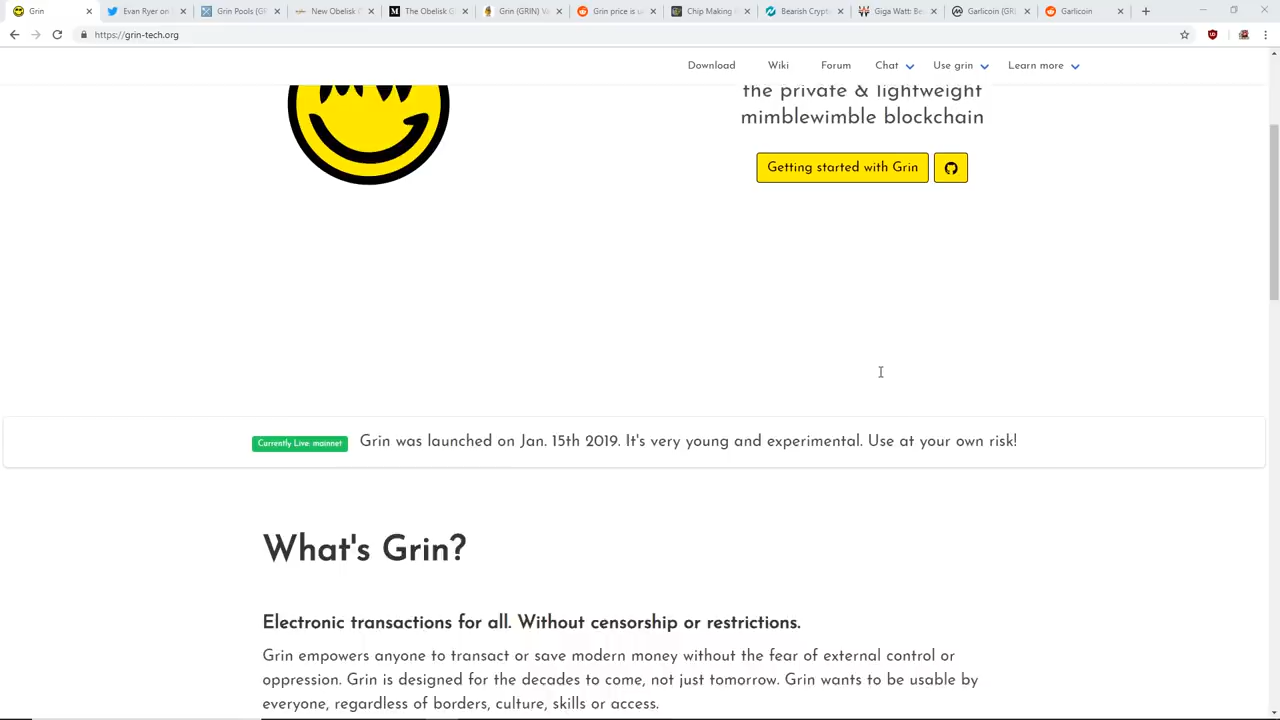 Grin
Evan Ryer on
Grin Pools (GR
New Obelisk
The Obelisk G
Grin (GRIN) V
Grin price is u
Chip Making
Bearish Crypt
Giga Watt: Be
Garlicoin (GR
Garlicoin
https://grin-tech.org
Download Wiki Forum Chat Use grin Learn more
the private & lightweight
mimblewimble blockchain
Getting started with Grin
Currently Live: mainnet Grin was launched on Jan. 15th 2019. It's very young and experimental. Use at your own risk!
What's Grin?
Electronic transactions for all. Without censorship or restrictions.
Grin empowers anyone to transact or save modern money without the fear of external control or
oppression. Grin is designed for the decades to come, not just tomorrow. Grin wants to be usable by
everyone, regardless of borders, culture, skills or access.